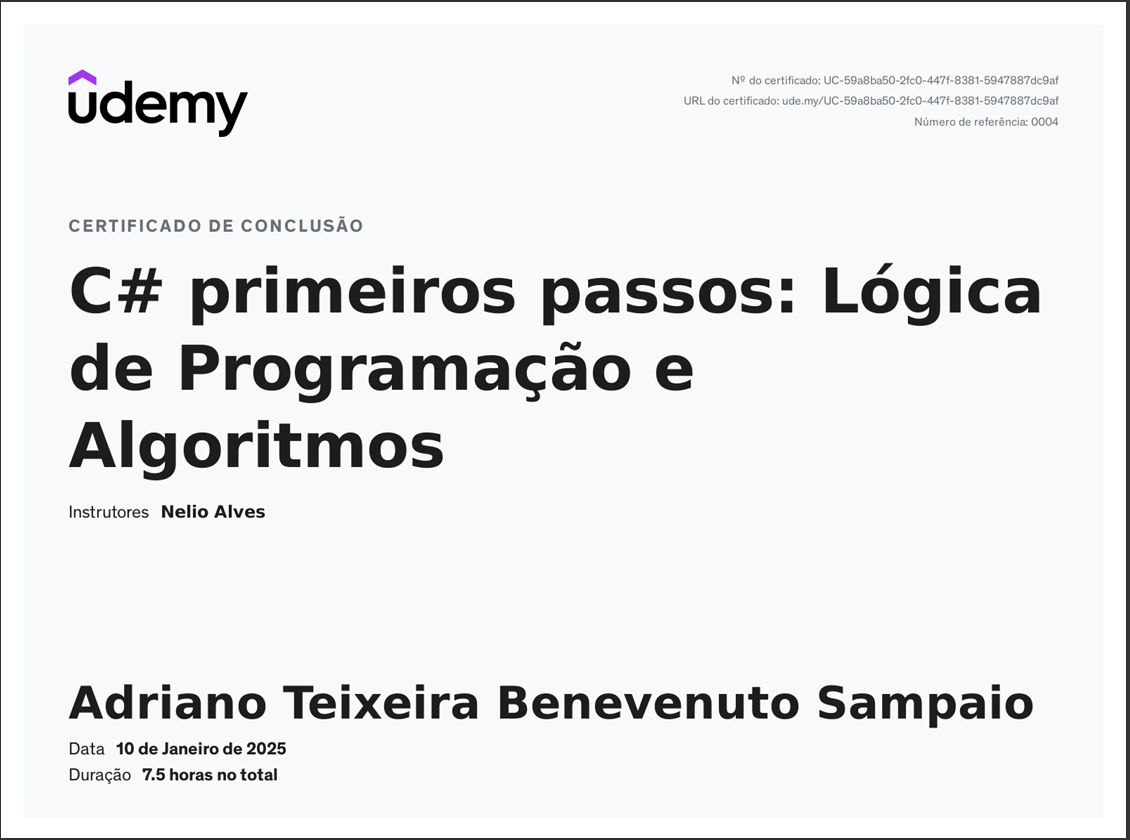 udemy
Nº do certificado: UC-59a8ba50-2fc0-447f-8381-5947887dc9af
URL do certificado: ude.my/UC-59a8ba50-2fc0-447f-8381-5947887dc9af
Número de referência: 0004
CERTIFICADO DE CONCLUSÃO
C# primeiros passos: Lógica
de Programação e
Algoritmos
Instrutores Nelio Alves
Adriano Teixeira Benevenuto Sampaio
Data 10 de Janeiro de 2025
Duração 7.5 horas no total